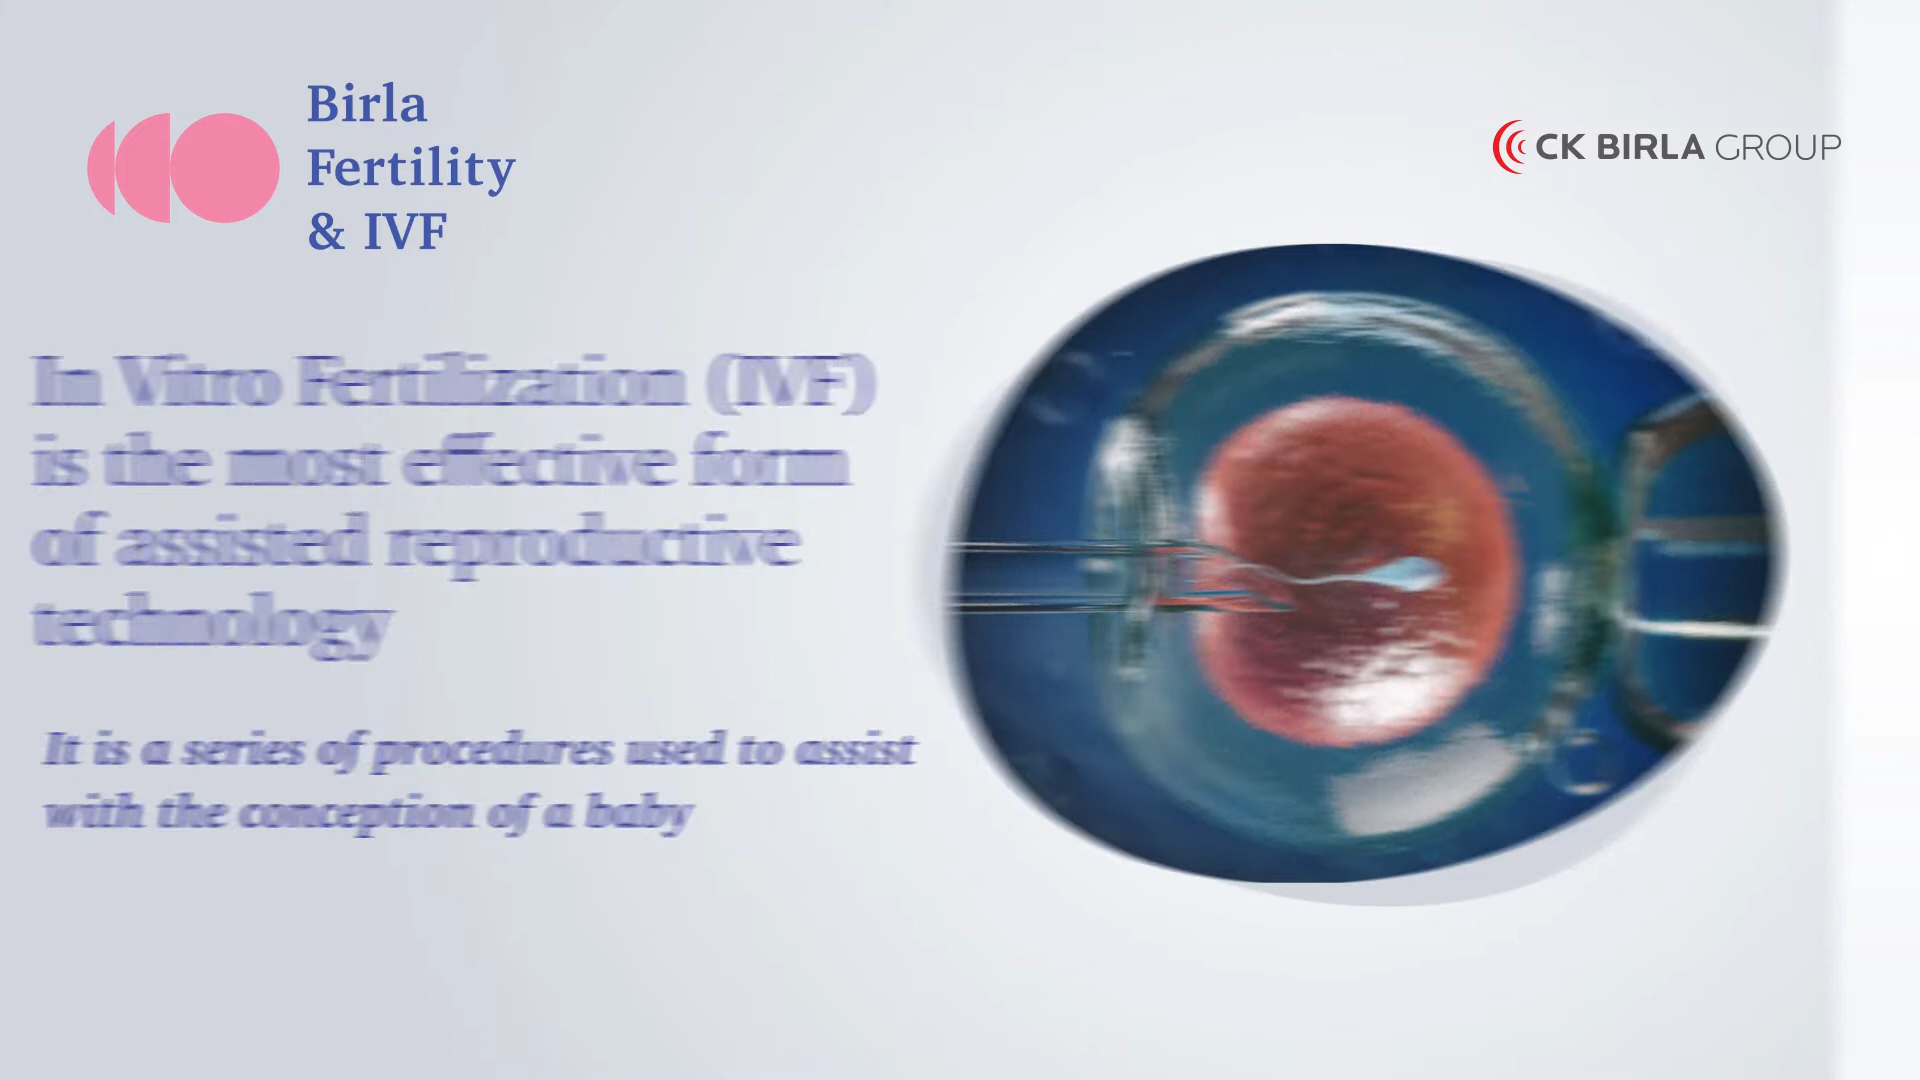 Birla
Fertility
& IVF
CK BIRLA GROUP
In Vitro Fertilization (IVF)
is the most effective form
of assisted reproductive
technology
It is a series of procedures used to assist
with the conception of a baby